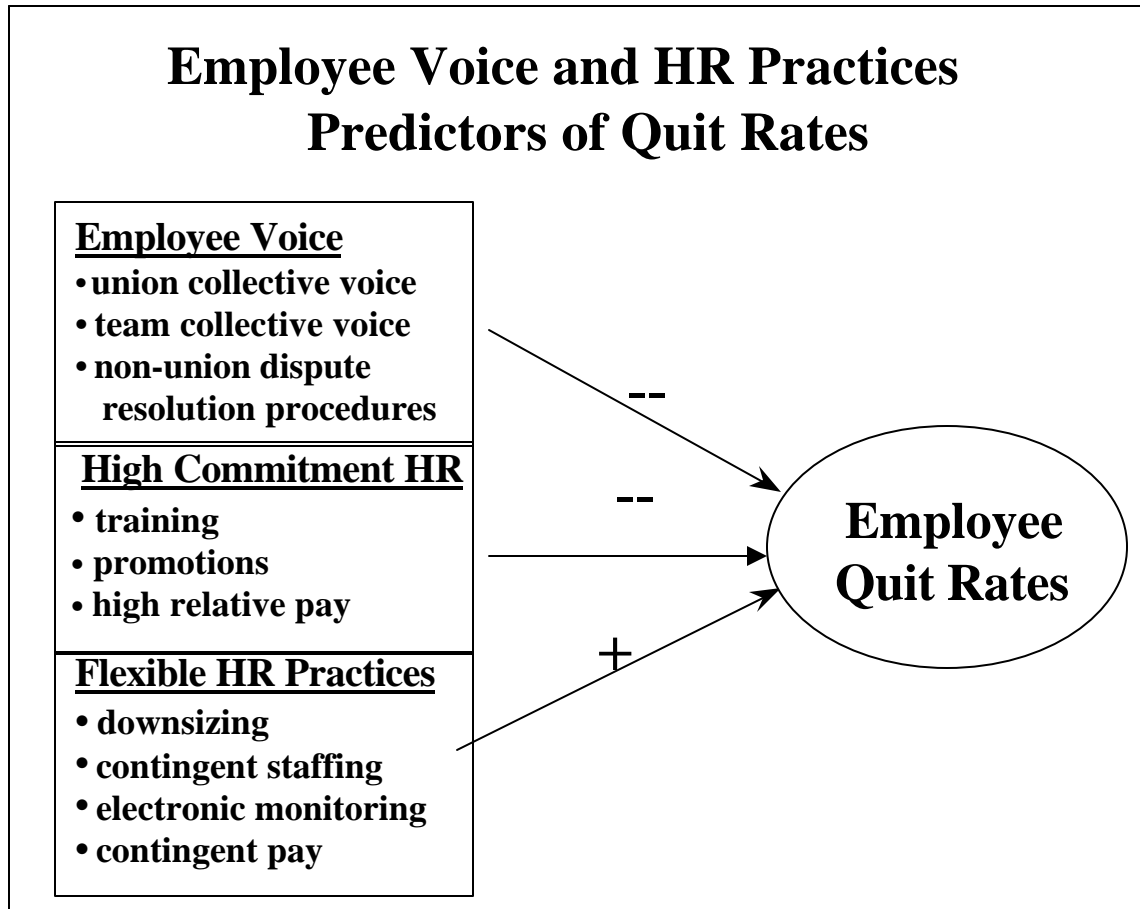 Employee Voice and HR Practices
Predictors of Quit Rates
Employee Voice
• union collective voice
• team collective voice
• non-union dispute
resolution procedures
High Commitment HR
• training
• promotions
• high relative pay
Flexible HR Practices
• downsizing
• contingent staffing
• electronic monitoring
• contingent pay
--
--
+
Employee
Quit Rates